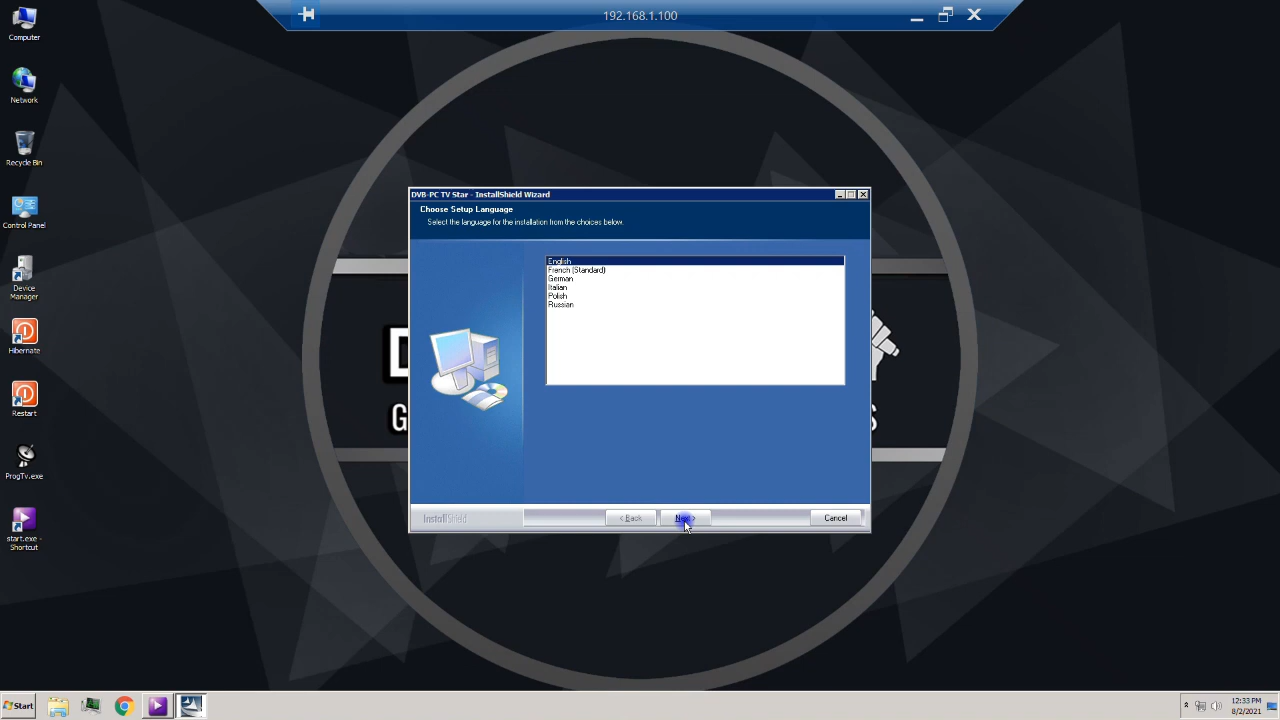 192.168.1.100
Computer
Network
Recycle Bin
Control Panel
Device
Manager
Hibernate
Restart
ProgTv.exe
start.exe -
Shortcut
DVB-PC TV Star - InstallShield Wizard
Choose Setup Language
Select the language for the installation from the choices below.
English
French (Standard)
German
Italian
Polish
Russian
InstallShield
< Back
Next >
Cancel
D
G
S
Start
12:33 PM
8/2/2021